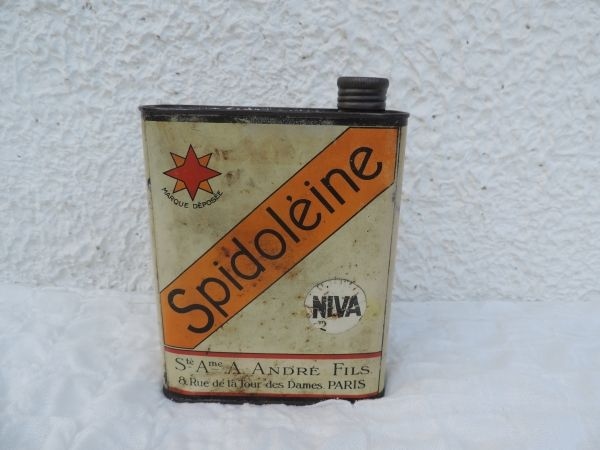 MARQUE DÉPOSÉE
Spidoléine
NIVA
2
Sté Ame A. ANDRÉ FILS
8, Rue de la Tour des Dames. PARIS